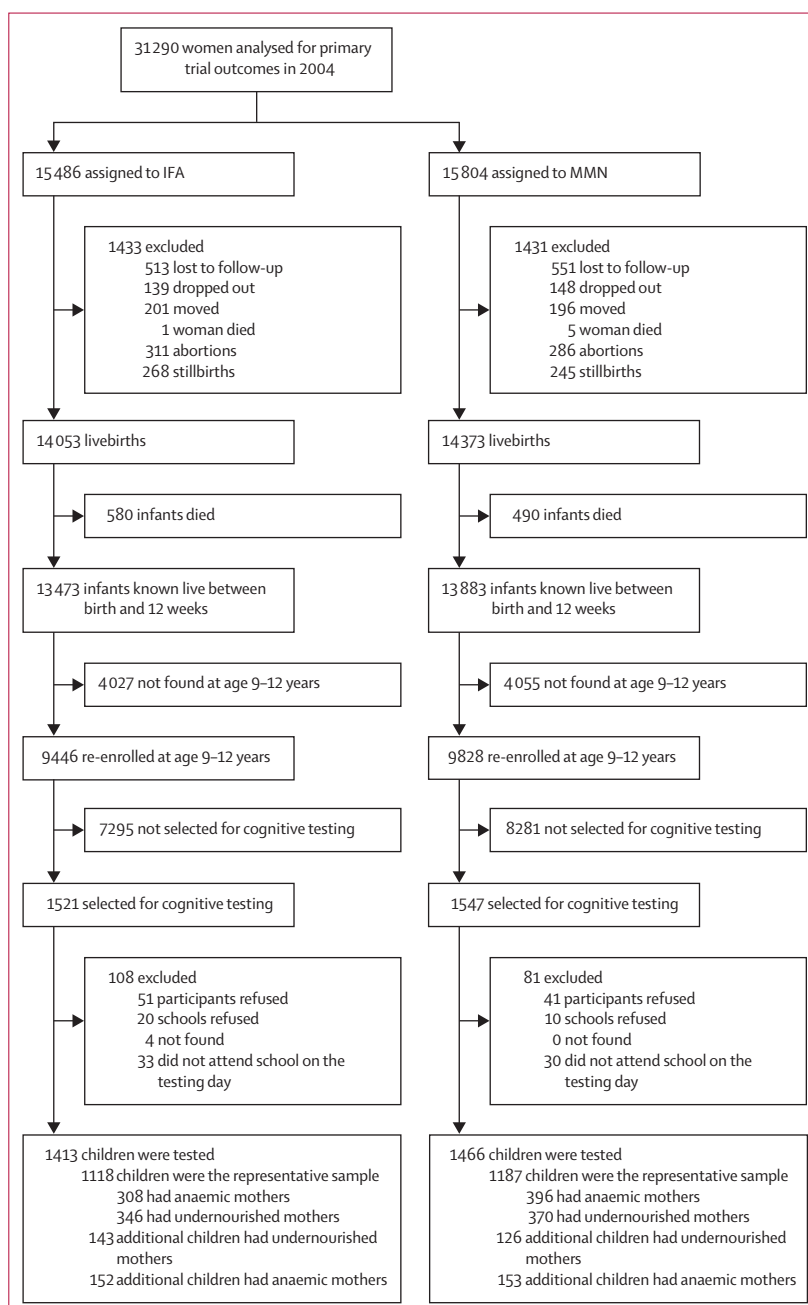 31290 women analysed for primary
trial outcomes in 2004
15486 assigned to IFA
15804 assigned to MMN
1433 excluded
513 lost to follow-up
139 dropped out
201 moved
1 woman died
311 abortions
268 stillbirths
1431 excluded
551 lost to follow-up
148 dropped out
196 moved
5 woman died
286 abortions
245 stillbirths
14053 livebirths
14373 livebirths
580 infants died
490 infants died
13473 infants known live between
birth and 12 weeks
13883 infants known live between
birth and 12 weeks
4027 not found at age 9–12 years
4055 not found at age 9–12 years
9446 re-enrolled at age 9–12 years
9828 re-enrolled at age 9–12 years
7295 not selected for cognitive testing
8281 not selected for cognitive testing
1521 selected for cognitive testing
1547 selected for cognitive testing
108 excluded
51 participants refused
20 schools refused
4 not found
33 did not attend school on the
testing day
81 excluded
41 participants refused
10 schools refused
0 not found
30 did not attend school on the
testing day
1413 children were tested
1118 children were the representative sample
308 had anaemic mothers
346 had undernourished mothers
143 additional children had undernourished
mothers
152 additional children had anaemic mothers
1466 children were tested
1187 children were the representative sample
396 had anaemic mothers
370 had undernourished mothers
126 additional children had undernourished
mothers
153 additional children had anaemic mothers